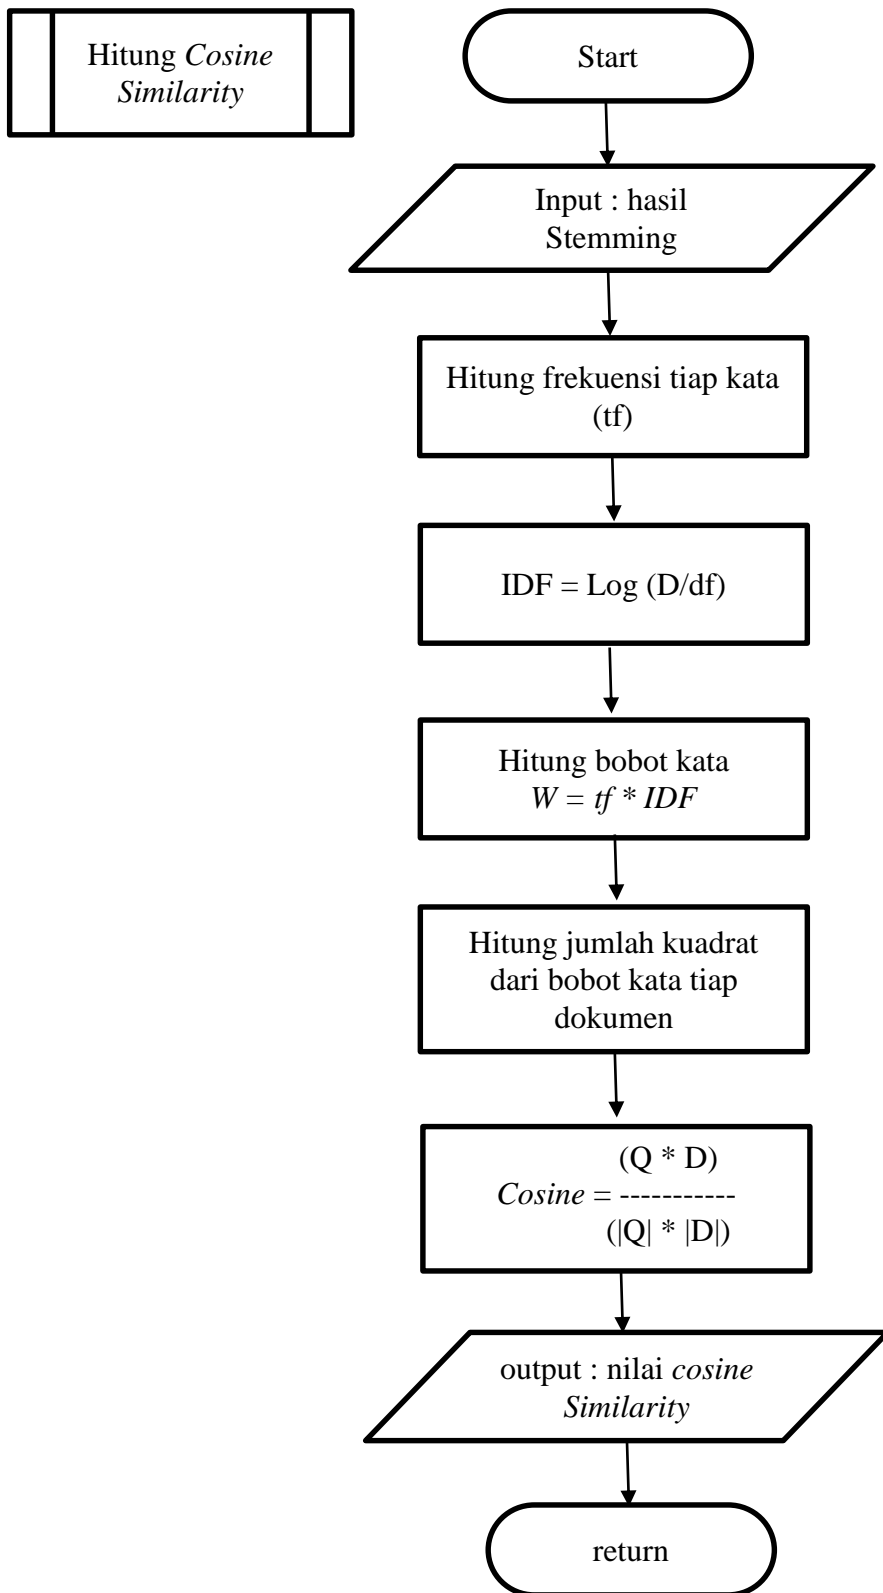 Hitung Cosine
Similarity
Start
Input : hasil
Stemming
Hitung frekuensi tiap kata
(tf)
IDF = Log (D/df)
Hitung bobot kata
W = tf * IDF
Hitung jumlah kuadrat
dari bobot kata tiap
dokumen
(Q * D)
Cosine = -----------
(|Q| * |D|)
output : nilai cosine
Similarity
return